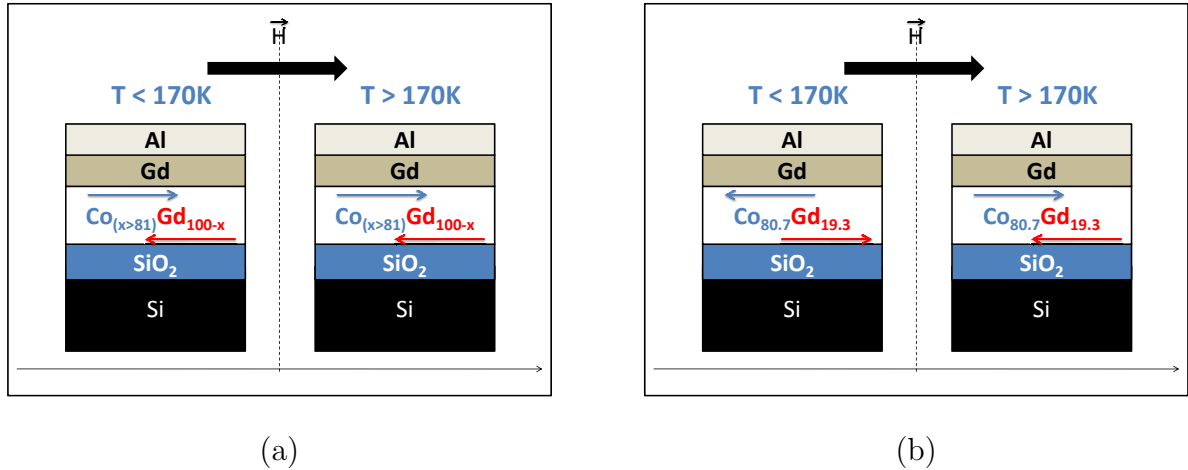 H
T < 170K
T > 170K
Al
Gd
Co(x>81)Gd100-x
SiO2
Si
Al
Gd
Co(x>81)Gd100-x
SiO2
Si
(a)
H
T < 170K
T > 170K
Al
Gd
Co80.7Gd19.3
SiO2
Si
Al
Gd
Co80.7Gd19.3
SiO2
Si
(b)